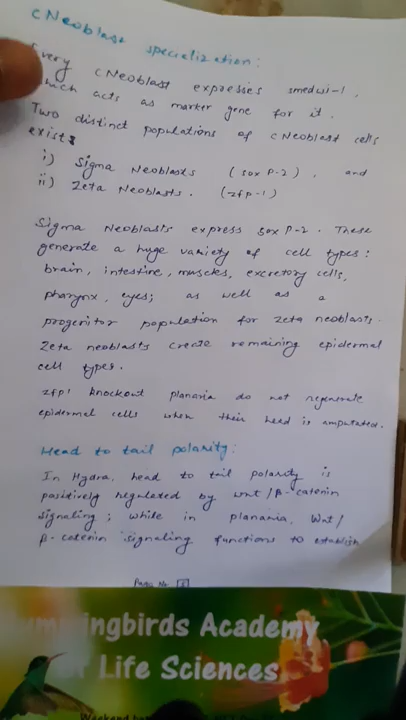 cNeoblast specialization:
Every cNeoblast expresses smedwi-1,
which acts as marker gene for it.
Two distinct populations of cNeoblast cells
exist:
i) Sigma Neoblasts (sox P-2), and
ii) Zeta Neoblasts. (zfp-1)
Sigma Neoblasts express sox P-2. These
generate a huge variety of cell types:
brain, intestine, muscles, excretory cells,
pharynx, eyes; as well as a
progenitor population for zeta neoblasts.
Zeta neoblasts create remaining epidermal
cell types.
zfp1 knockout planaria do not regenerate
epidermal cells when their head is amputated.
Head to tail polarity:
In Hydra, head to tail polarity is
positively regulated by wnt/β-catenin
signaling; while in planaria, Wnt/
β-catenin signaling functions to establish
Page No.
mmingbirds Academy
of Life Sciences
Weekend